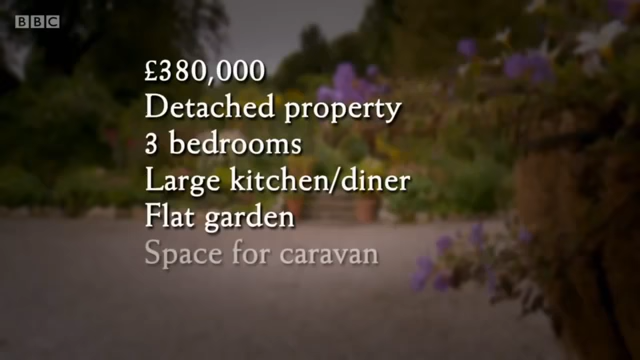 BBC
£380,000
Detached property
3 bedrooms
Large kitchen/diner
Flat garden
Space for caravan